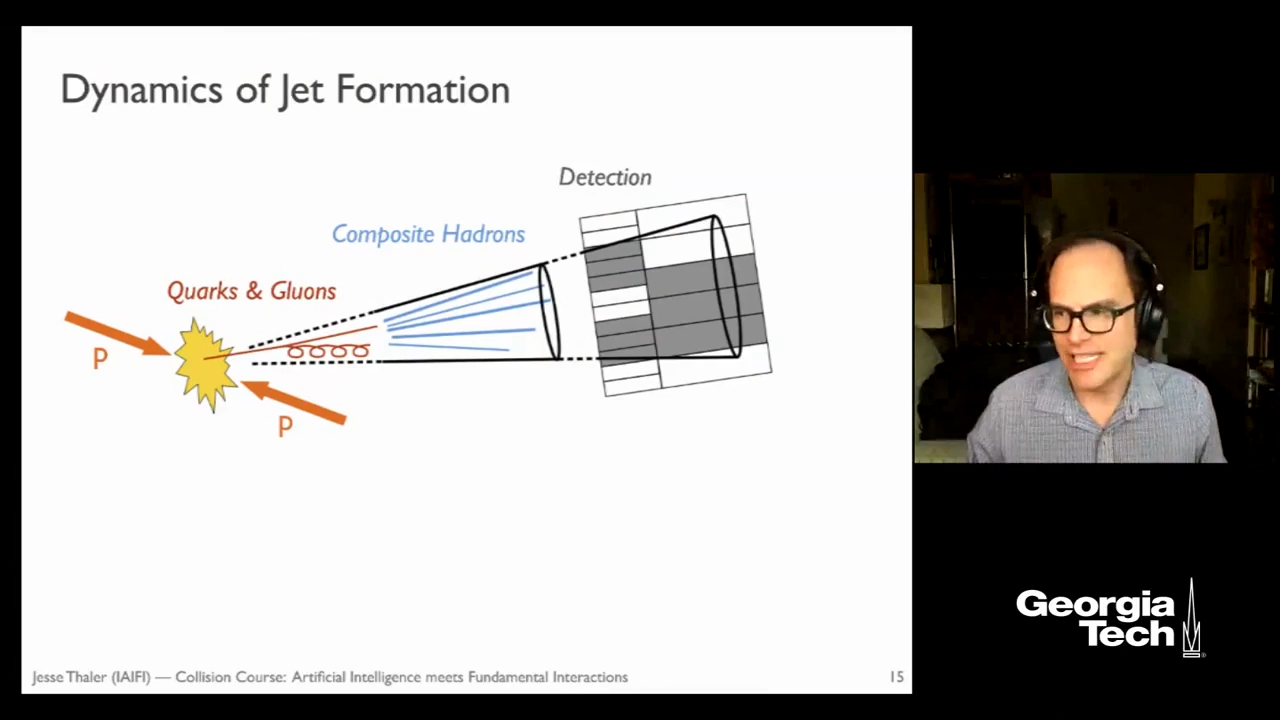 Dynamics of Jet Formation
Detection
Composite Hadrons
Quarks & Gluons
P
P
Georgia
Tech
Jesse Thaler (IAIFI) — Collision Course: Artificial Intelligence meets Fundamental Interactions
15